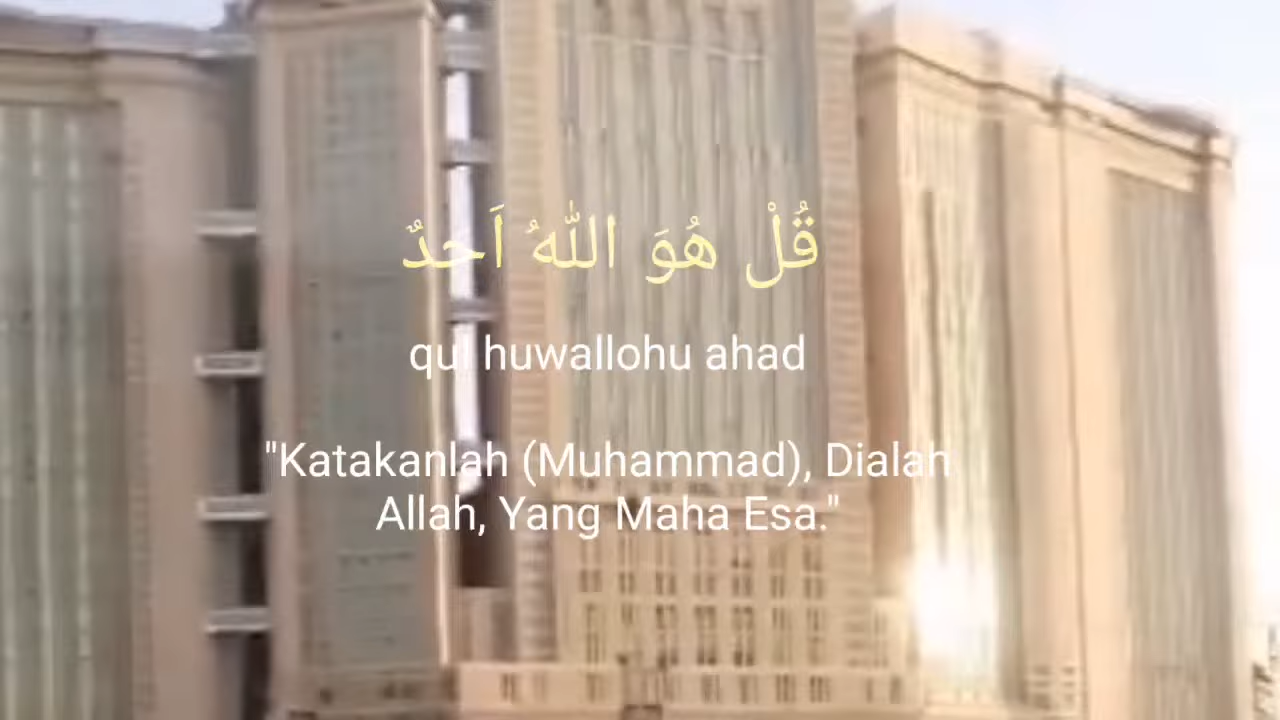 قُلْ هُوَ اللّٰهُ اَحَدٌ
qul huwallohu ahad
"Katakanlah (Muhammad), Dialah
Allah, Yang Maha Esa."